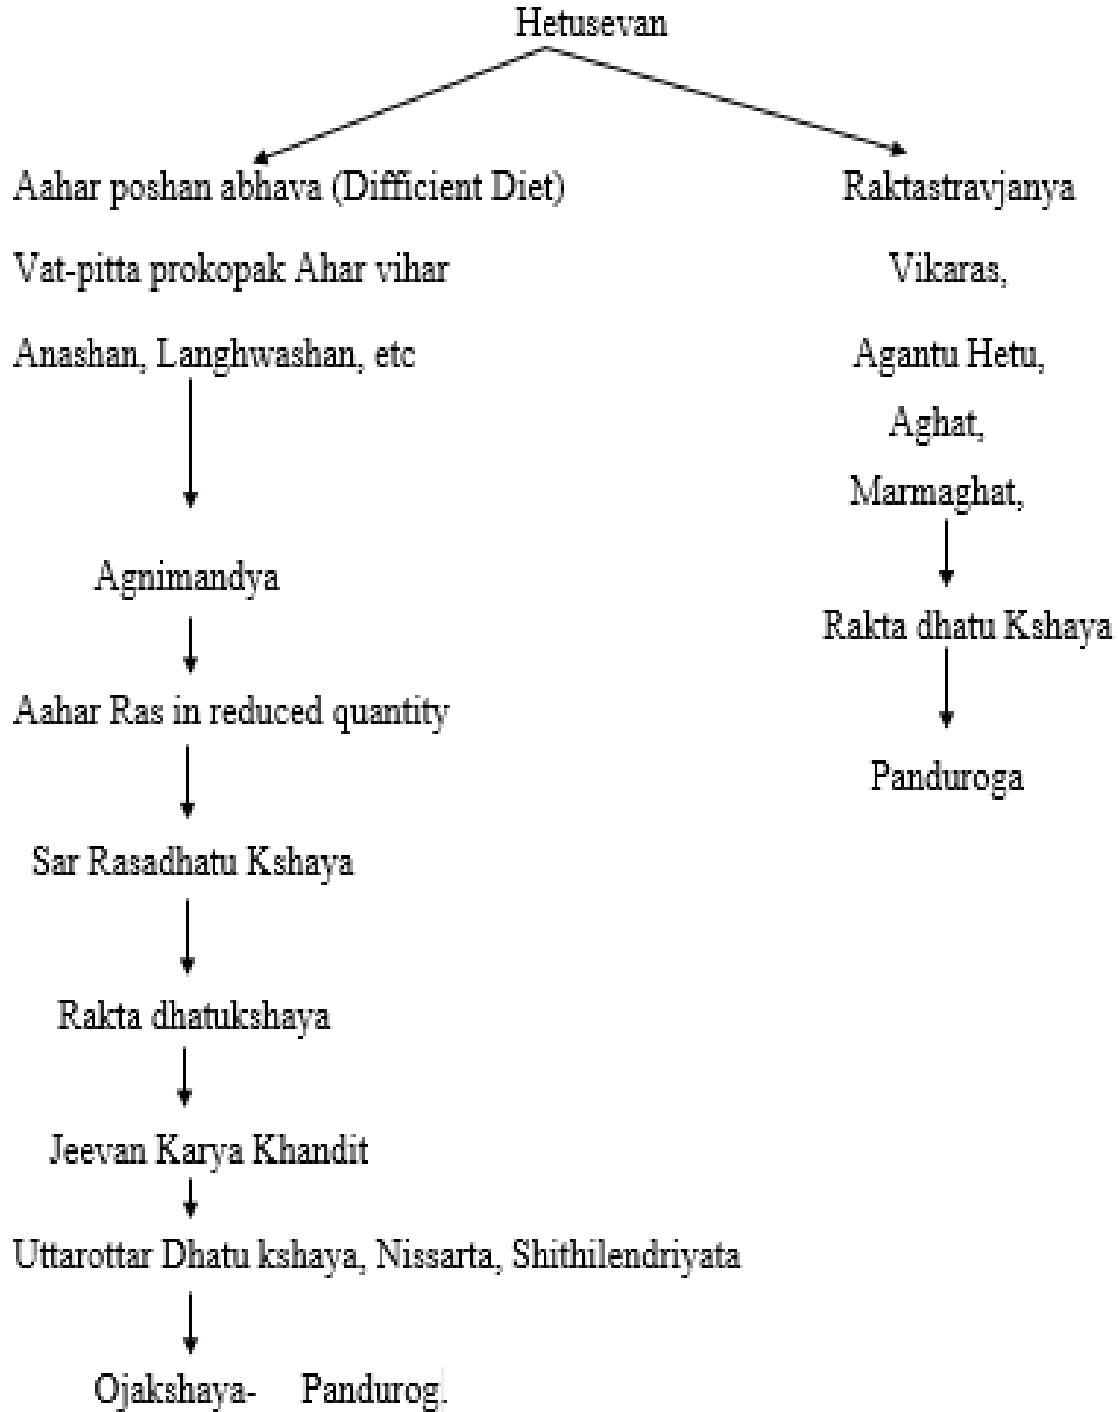 Hetusevan
Aahar poshan abhava (Difficient Diet)
Vat-pitta prokopak Ahar vihar
Anashan, Langhwashan, etc
Agnimandya
Aahar Ras in reduced quantity
Sar Rasadhatu Kshaya
Rakta dhatukshaya
Jeevan Karya Khandit
Uttarottar Dhatu kshaya, Nissarta, Shithilendriyata
Ojakshaya- Pandurog.
Raktastravjanya
Vikaras,
Agantu Hetu,
Aghat,
Marmaghat,
Rakta dhatu Kshaya
Panduroga